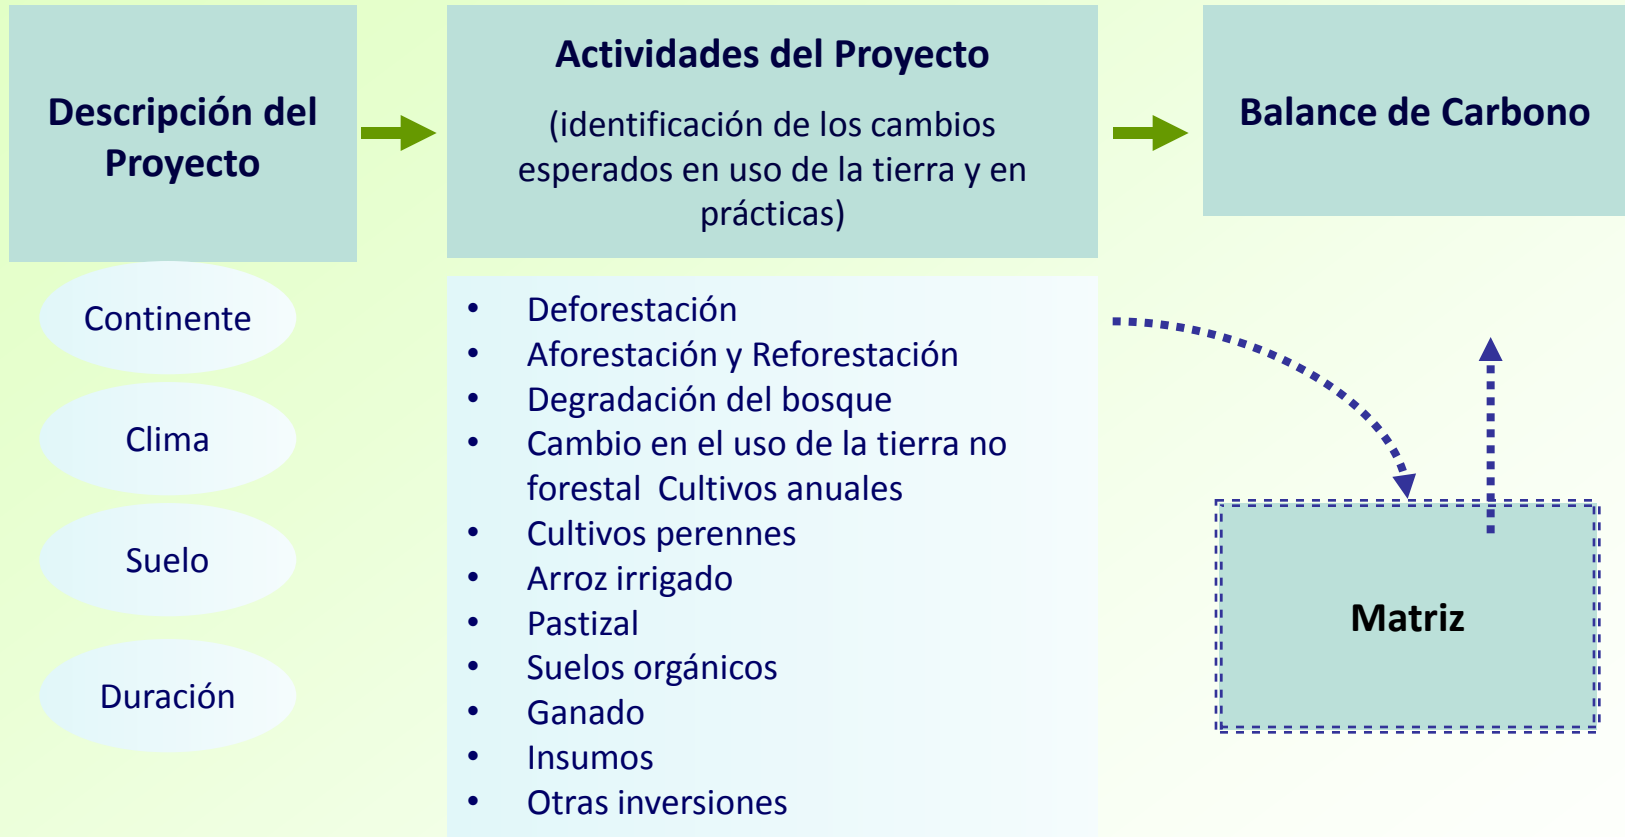 Descripción del
Proyecto
Continente
Clima
Suelo
Duración
Actividades del Proyecto
(identificación de los cambios
esperados en uso de la tierra y en
prácticas)
• Deforestación
• Aforestación y Reforestación
• Degradación del bosque
• Cambio en el uso de la tierra no
forestal  Cultivos anuales
• Cultivos perennes
• Arroz irrigado
• Pastizal
• Suelos orgánicos
• Ganado
• Insumos
• Otras inversiones
Balance de Carbono
Matriz